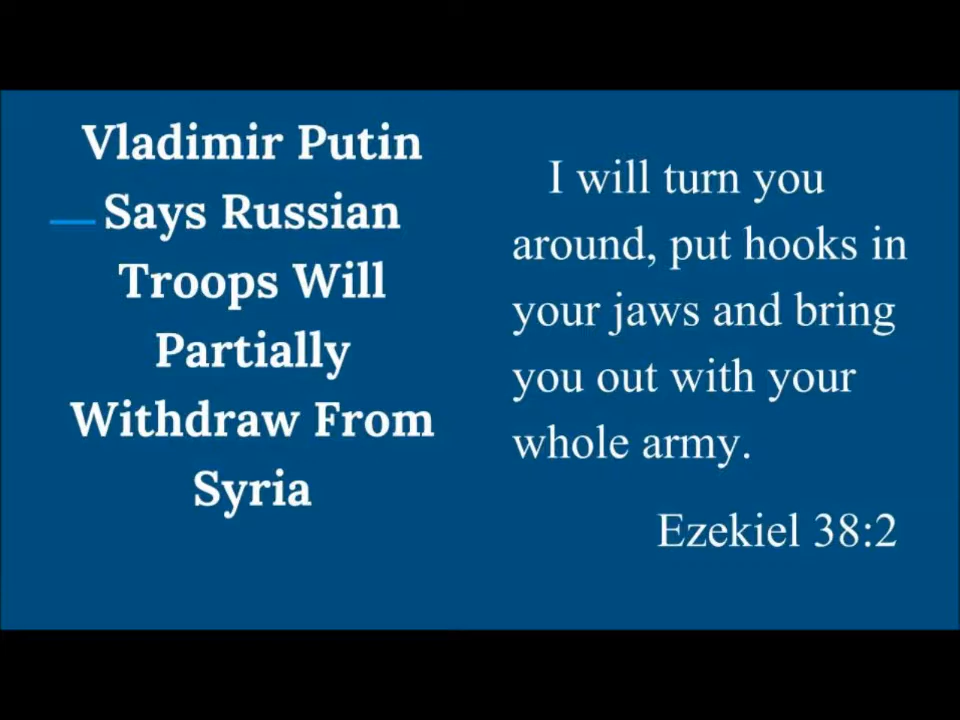 Vladimir Putin
Says Russian
Troops Will
Partially
Withdraw From
Syria
I will turn you
around, put hooks in
your jaws and bring
you out with your
whole army.
Ezekiel 38:2